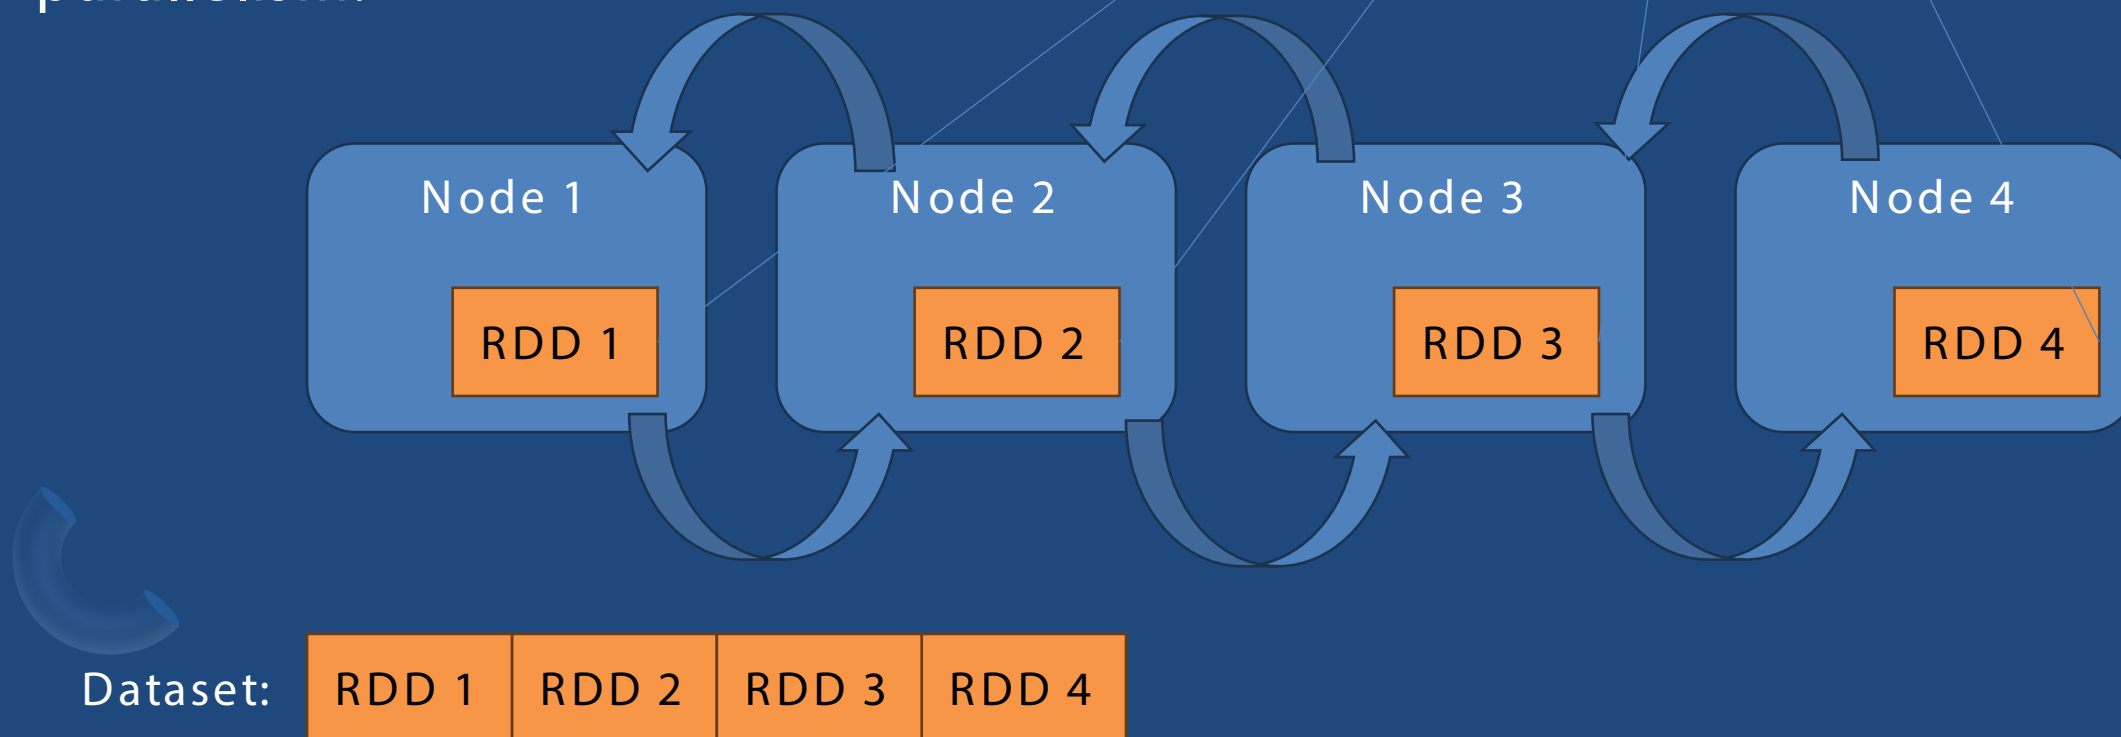 Node 1
Node 2
Node 3
Node 4
RDD 1
RDD 2
RDD 3
RDD 4
Dataset:
RDD 1
RDD 2
RDD 3
RDD 4